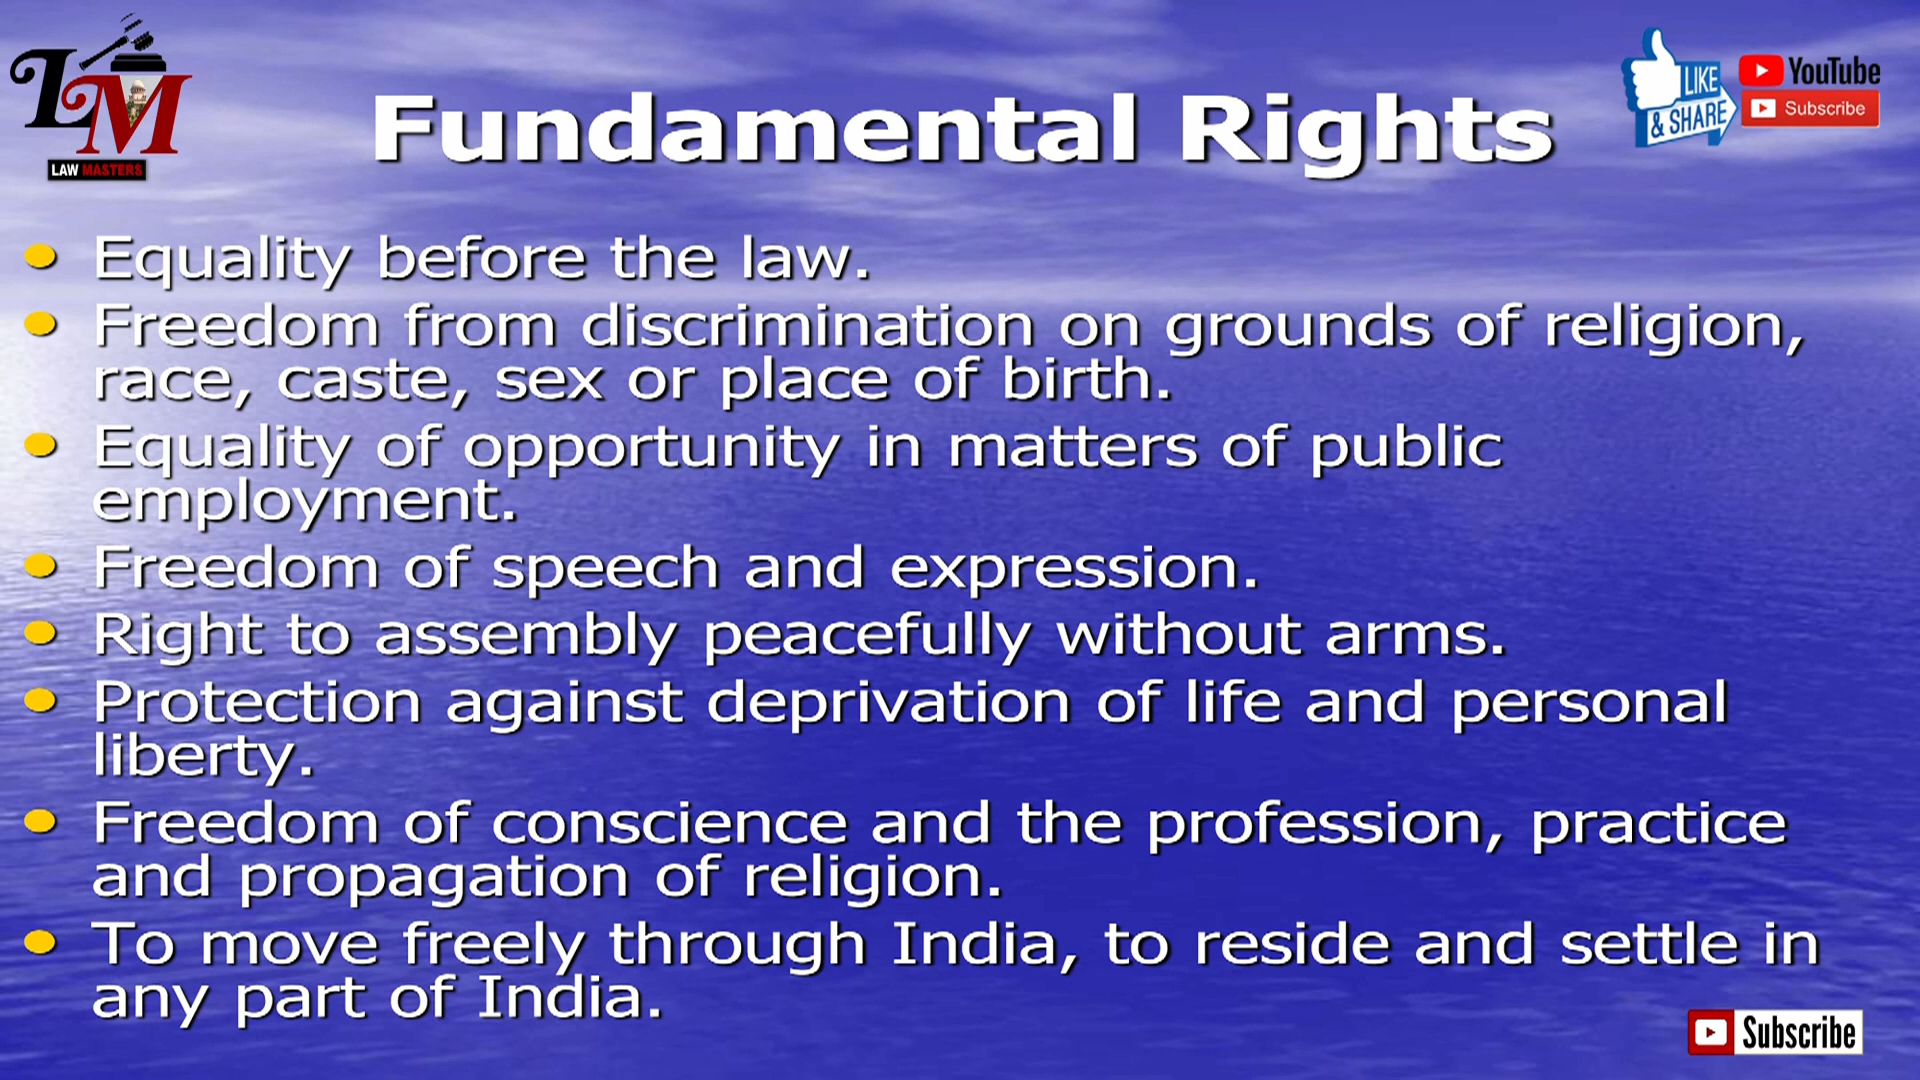 LM
LAW MASTERS
LIKE
& SHARE
YouTube
Subscribe
Fundamental Rights
Equality before the law.
Freedom from discrimination on grounds of religion,
race, caste, sex or place of birth.
Equality of opportunity in matters of public
employment.
Freedom of speech and expression.
Right to assembly peacefully without arms.
Protection against deprivation of life and personal
liberty.
Freedom of conscience and the profession, practice
and propagation of religion.
To move freely through India, to reside and settle in
any part of India.
Subscribe